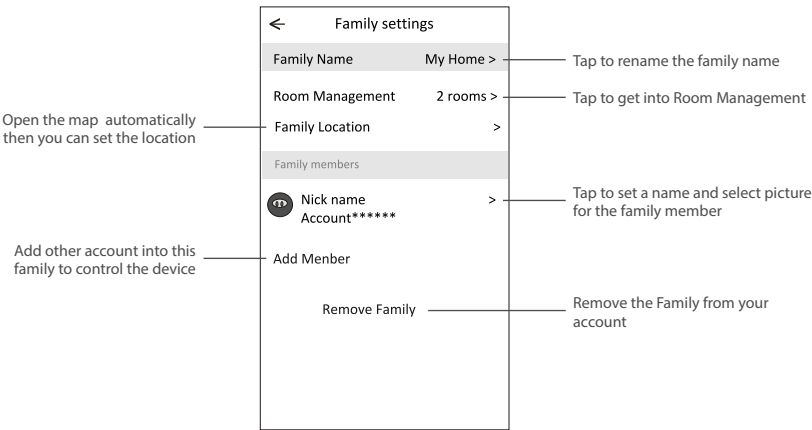 Family settings
Family Name My Home >
Tap to rename the family name
Room Management 2 rooms >
Tap to get into Room Management
Open the map automatically
then you can set the location
Family Location >
Family members
Nick name >
Account******
Tap to set a name and select picture
for the family member
Add other account into this
family to control the device
Add Menber
Remove Family
Remove the Family from your
account